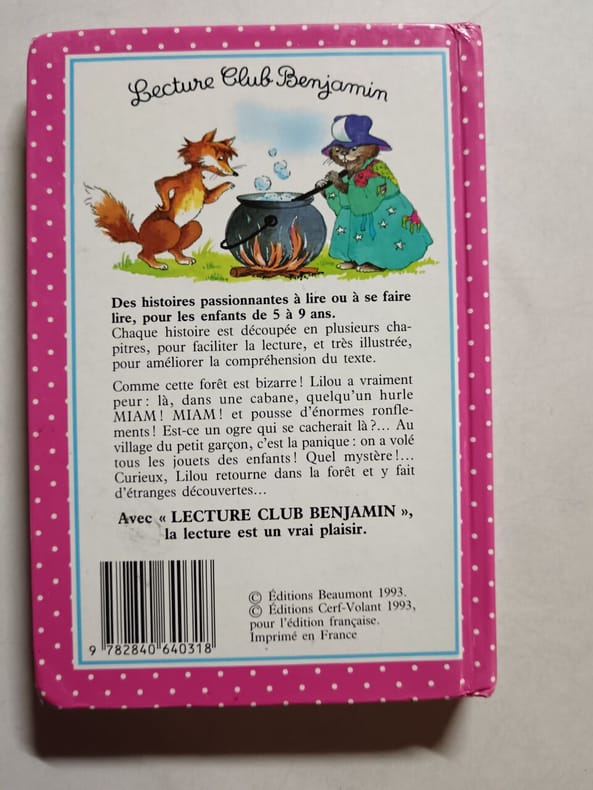 Lecture Club Benjamin
Des histoires passionnantes à lire ou à se faire
lire, pour les enfants de 5 à 9 ans.
Chaque histoire est découpée en plusieurs cha-
pitres, pour faciliter la lecture, et très illustrée,
pour améliorer la compréhension du texte.
Comme cette forêt est bizarre ! Lilou a vraiment
peur : là, dans une cabane, quelqu'un hurle
MIAM ! MIAM ! et pousse d'énormes ronfle-
ments ! Est-ce un ogre qui se cacherait là ?... Au
village du petit garçon, c'est la panique : on a volé
tous les jouets des enfants ! Quel mystère !...
Curieux, Lilou retourne dans la forêt et y fait
d'étranges découvertes...
Avec « LECTURE CLUB BENJAMIN »,
la lecture est un vrai plaisir.
© Éditions Beaumont 1993.
© Éditions Cerf-Volant 1993,
pour l'édition française.
Imprimé en France
9 782840 640318